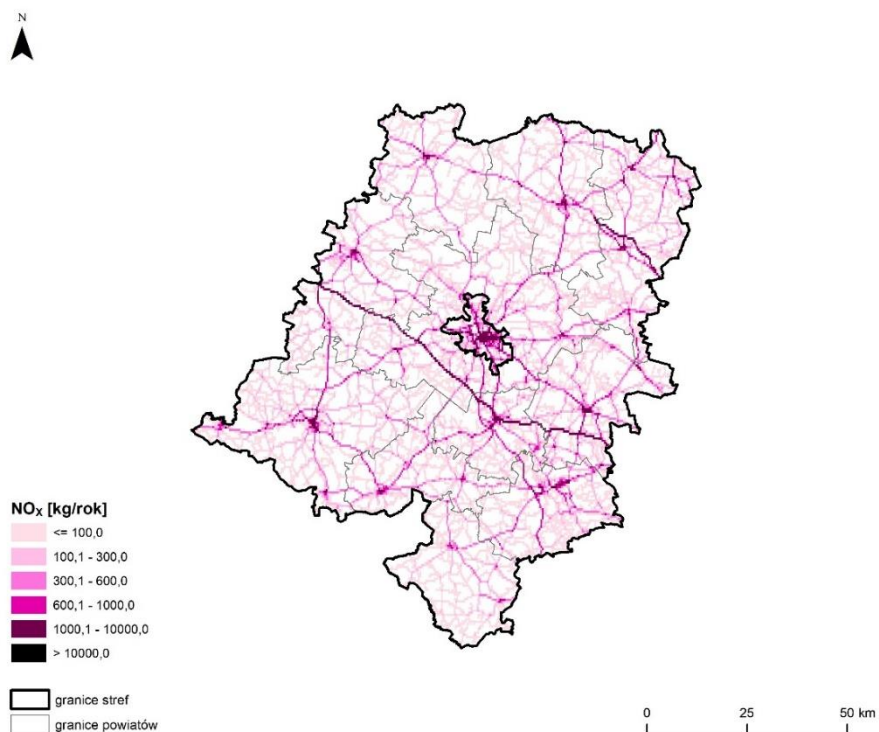 N
NOx [kg/rok]
<= 100,0
100,1 - 300,0
300,1 - 600,0
600,1 - 1000,0
1000,1 - 10000,0
> 10000,0
granice stref
granice powiatów
0 25 50 km